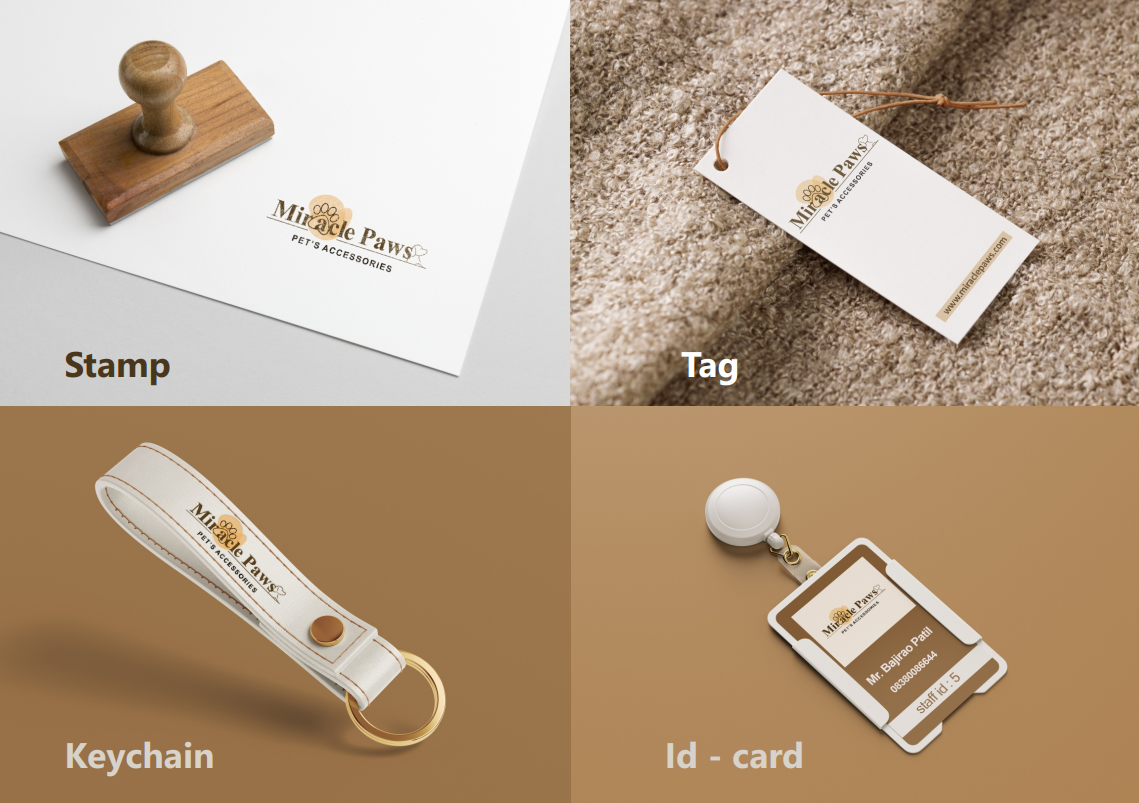 Miracle Paws
PET'S ACCESSORIES
Stamp
Miracle Paws
PET'S ACCESSORIES
www.miraclepaws.com
Tag
Miracle Paws
PET'S ACCESSORIES
Keychain
Miracle Paws
PET'S ACCESSORIES
Mr. Bajirao Patil
08380086644
staff id : 5
Id - card